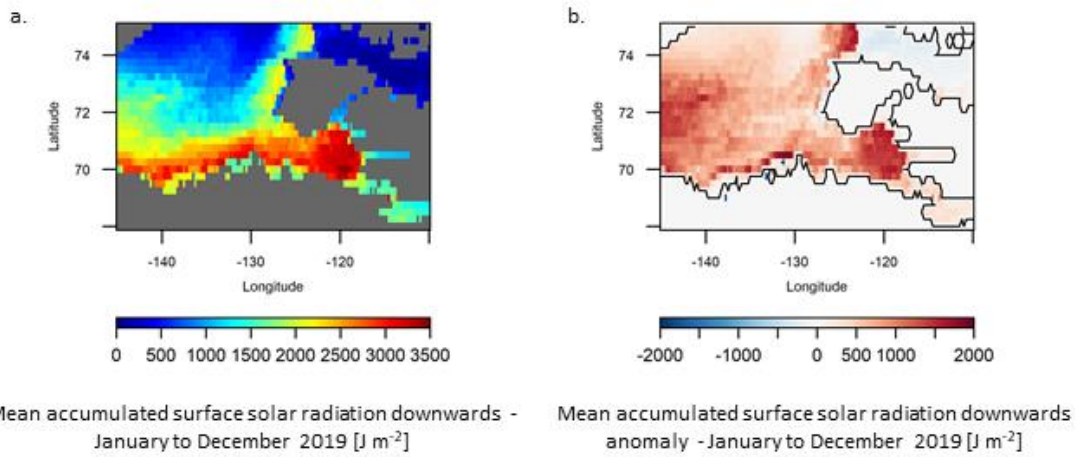 a.
74
72
70
Latitude
-140 -130 -120
Longitude
0 500 1000 1500 2000 2500 3000 3500
Mean accumulated surface solar radiation downwards -
January to December 2019 [J m⁻²]
b.
74
72
70
Latitude
-140 -130 -120
Longitude
-2000 -1000 0 500 1000 2000
Mean accumulated surface solar radiation downwards
anomaly - January to December 2019 [J m⁻²]